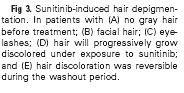 Fig 3. Sunitinib-induced hair depigmen-
tation. In patients with (A) no gray hair
before treatment; (B) facial hair; (C) eye-
lashes; (D) hair will progressively grow
discolored under exposure to sunitinib;
and (E) hair discoloration was reversible
during the washout period.